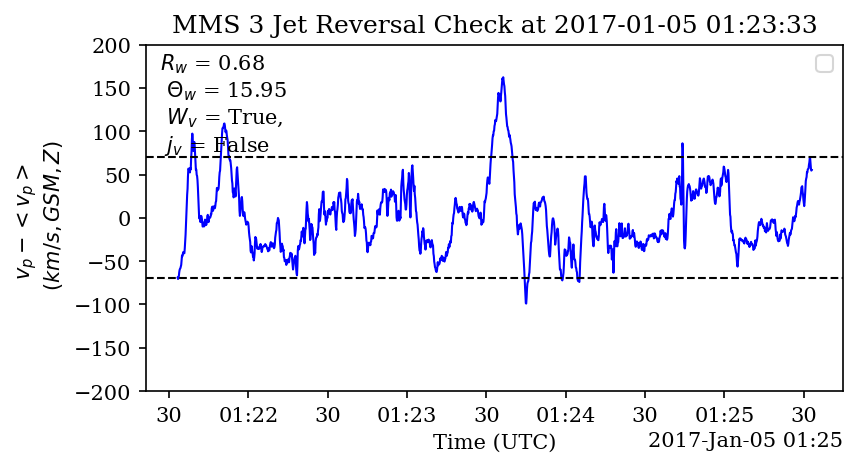 MMS 3 Jet Reversal Check at 2017-01-05 01:23:33
R_w = 0.68
Θ_w = 15.95
W_v = True,
j_v = False
v_p − <v_p>
(km/s, GSM, Z)
200
150
100
50
0
−50
−100
−150
−200
30 01:22 30 01:23 30 01:24 30 01:25 30
Time (UTC)
2017-Jan-05 01:25